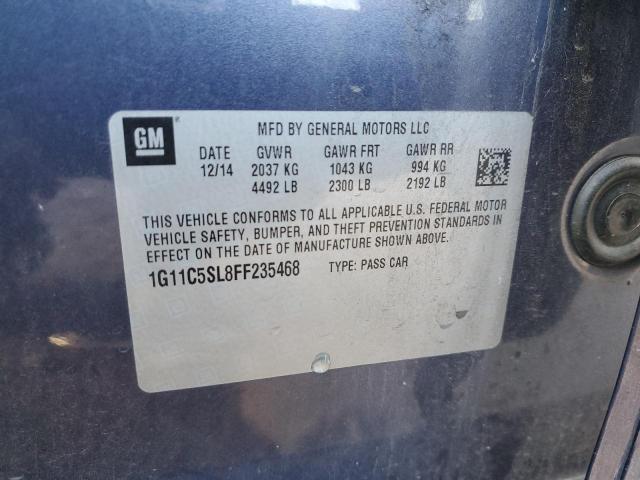 GM
MFD BY GENERAL MOTORS LLC
DATE GVWR GAWR FRT GAWR RR
12/14 2037 KG 1043 KG 994 KG
4492 LB 2300 LB 2192 LB
THIS VEHICLE CONFORMS TO ALL APPLICABLE U.S. FEDERAL MOTOR
VEHICLE SAFETY, BUMPER, AND THEFT PREVENTION STANDARDS IN
EFFECT ON THE DATE OF MANUFACTURE SHOWN ABOVE.
1G11C5SL8FF235468 TYPE: PASS CAR